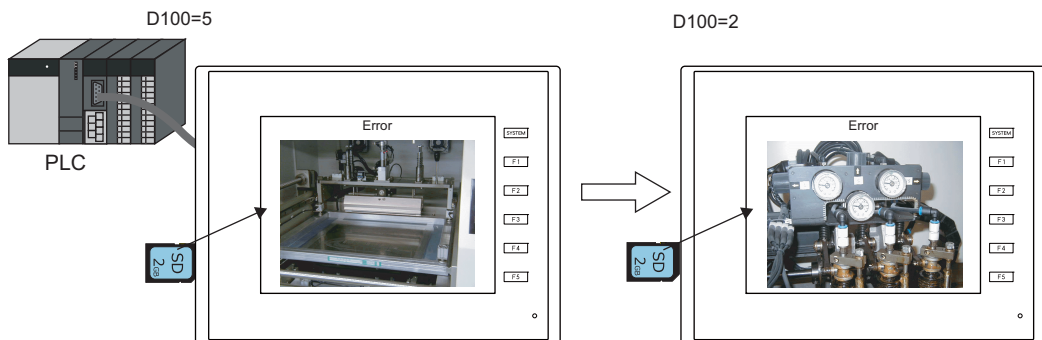 D100=5
D100=2
PLC
Error
SYSTEM
F1
F2
F3
F4
F5
SD
2GB
Error
SYSTEM
F1
F2
F3
F4
F5
SD
2GB